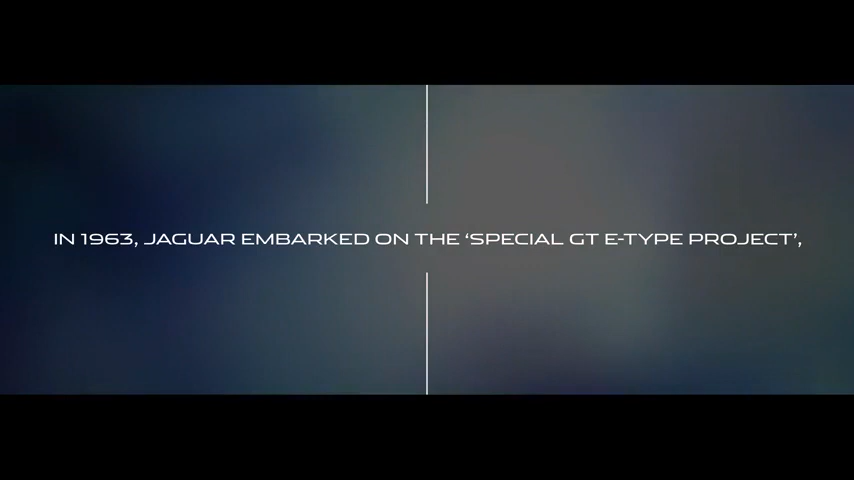 IN 1963, JAGUAR EMBARKED ON THE ‘SPECIAL GT E-TYPE PROJECT’,